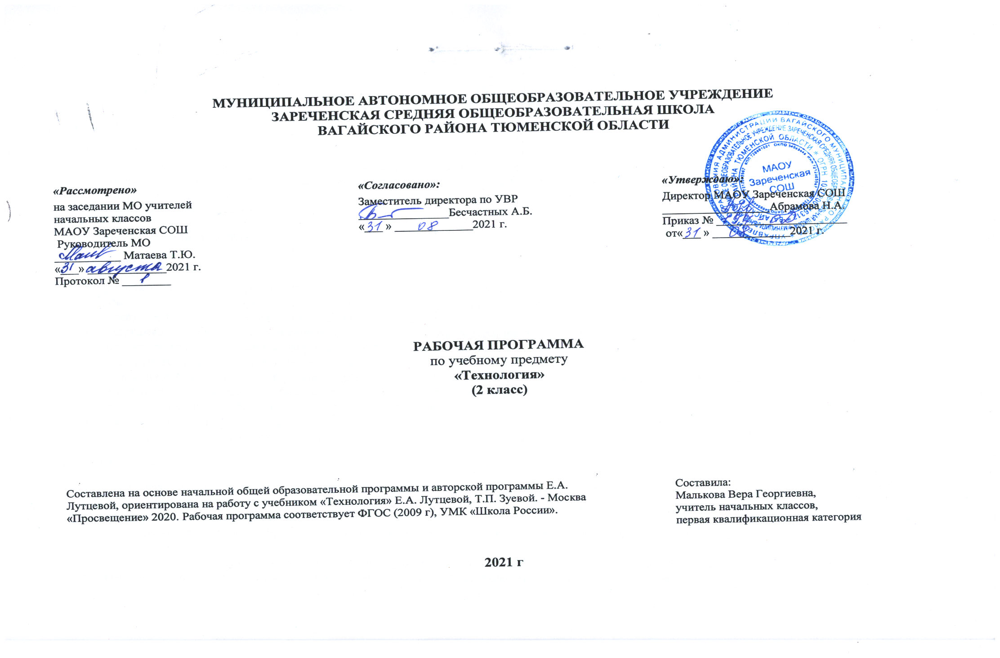 МУНИЦИПАЛЬНОЕ АВТОНОМНОЕ ОБЩЕОБРАЗОВАТЕЛЬНОЕ УЧРЕЖДЕНИЕ
ЗАРЕЧЕНСКАЯ СРЕДНЯЯ ОБЩЕОБРАЗОВАТЕЛЬНАЯ ШКОЛА
ВАГАЙСКОГО РАЙОНА ТЮМЕНСКОЙ ОБЛАСТИ
«Рассмотрено»
на заседании МО учителей
начальных классов
МАОУ Зареченская СОШ
Руководитель МО
Матаева Т.Ю.
«31» августа 2021 г.
Протокол № 1
«Согласовано»:
Заместитель директора по УВР
Бесчастных А.Б.
«31» 08 2021 г.
«Утверждаю»:
Директор МАОУ Зареченская СОШ
Абрамова Н.А.
Приказ №
от«31 » 08 2021 г.
МАОУ
Зареченская
СОШ
РАБОЧАЯ ПРОГРАММА
по учебному предмету
«Технология»
(2 класс)
Составлена на основе начальной общей образовательной программы и авторской программы Е.А.
Лутцевой, ориентирована на работу с учебником «Технология» Е.А. Лутцевой, Т.П. Зуевой. - Москва
«Просвещение» 2020. Рабочая программа соответствует ФГОС (2009 г), УМК «Школа России».
Составила:
Малькова Вера Георгиевна,
учитель начальных классов,
первая квалификационная категория
2021 г